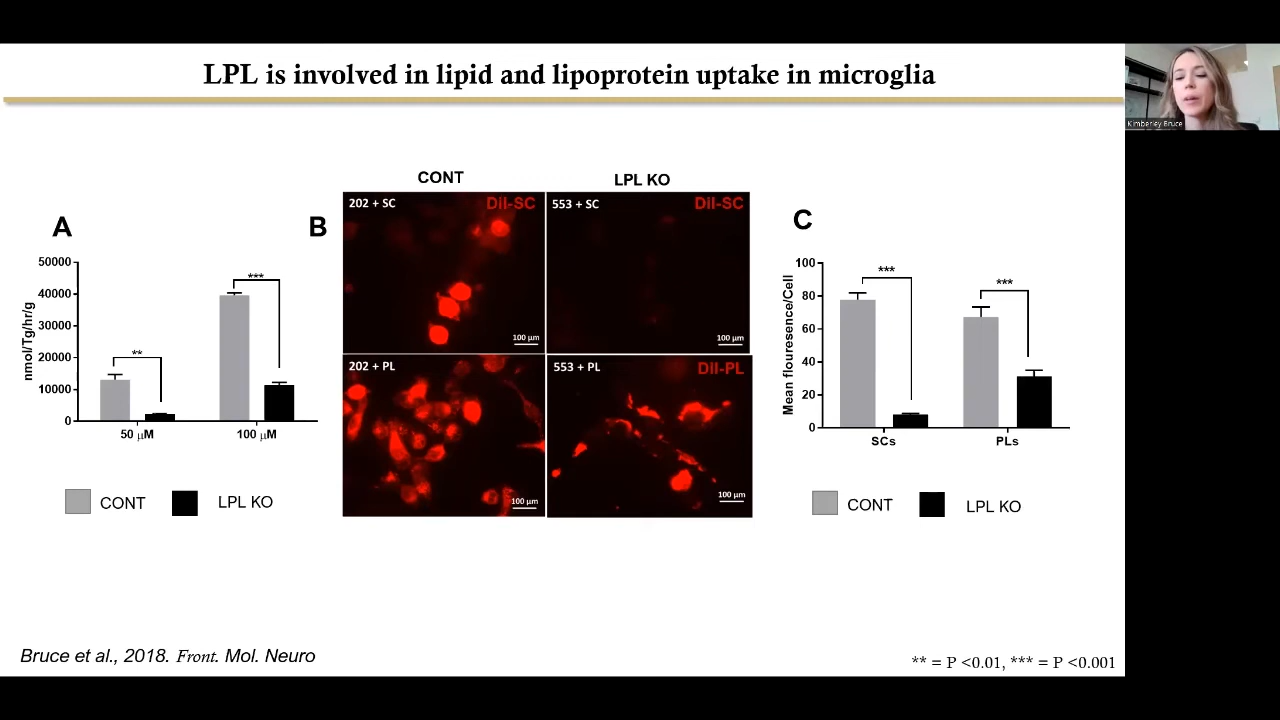 LPL is involved in lipid and lipoprotein uptake in microglia
Kimberley Bruce
A
50000
40000
30000
20000
10000
0
nmol/Tg/hr/g
**
***
50 µM
100 µM
CONT
LPL KO
B
CONT
LPL KO
202 + SC
DiI-SC
100 µm
553 + SC
DiI-SC
100 µm
202 + PL
100 µm
553 + PL
DiI-PL
100 µm
C
100
80
60
40
20
0
Mean flouresence/Cell
***
***
SCs
PLs
CONT
LPL KO
Bruce et al., 2018. Front. Mol. Neuro
** = P <0.01, *** = P <0.001